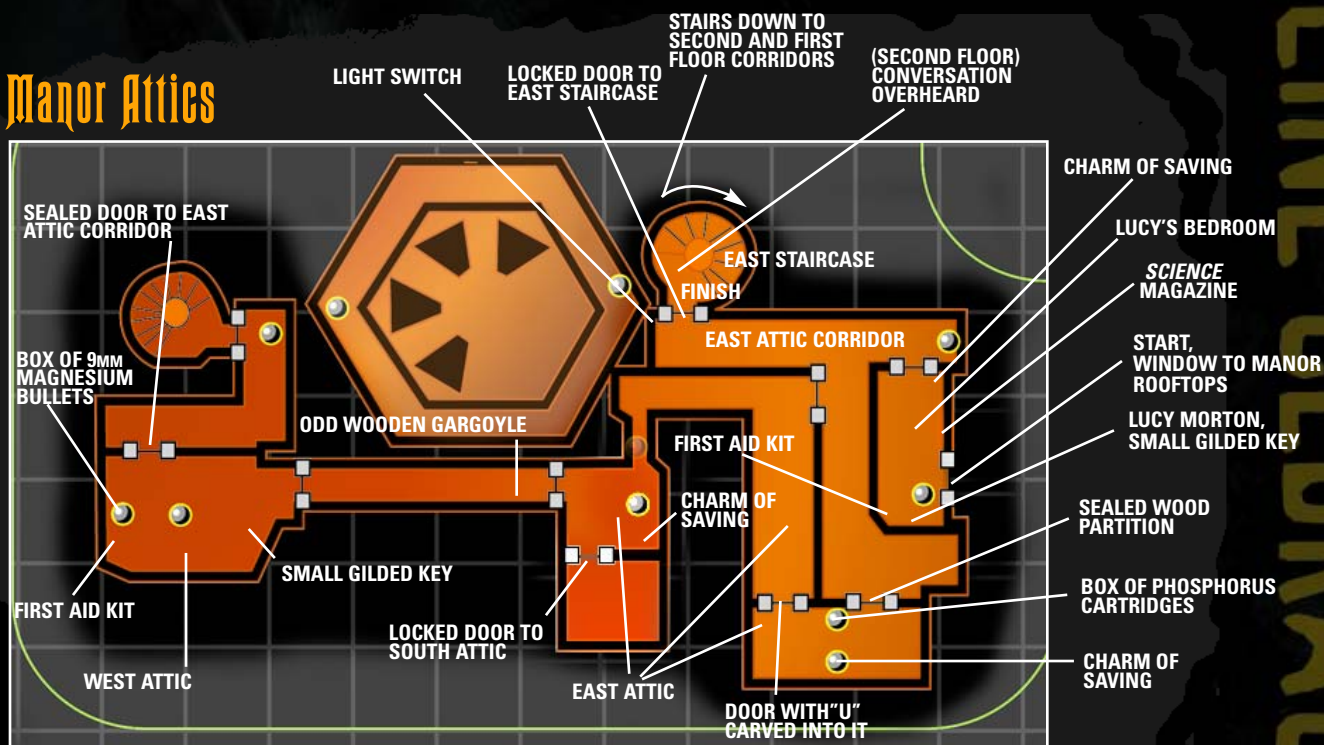 Manor Attics
LIGHT SWITCH
LOCKED DOOR TO
EAST STAIRCASE
STAIRS DOWN TO
SECOND AND FIRST
FLOOR CORRIDORS
(SECOND FLOOR)
CONVERSATION
OVERHEARD
CHARM OF SAVING
LUCY'S BEDROOM
SCIENCE
MAGAZINE
START,
WINDOW TO MANOR
ROOFTOPS
LUCY MORTON,
SMALL GILDED KEY
SEALED WOOD
PARTITION
BOX OF PHOSPHORUS
CARTRIDGES
CHARM OF
SAVING
SEALED DOOR TO EAST
ATTIC CORRIDOR
EAST STAIRCASE
FINISH
EAST ATTIC CORRIDOR
BOX OF 9MM
MAGNESIUM
BULLETS
ODD WOODEN GARGOYLE
FIRST AID KIT
CHARM OF
SAVING
SMALL GILDED KEY
FIRST AID KIT
LOCKED DOOR TO
SOUTH ATTIC
WEST ATTIC
EAST ATTIC
DOOR WITH"U"
CARVED INTO IT